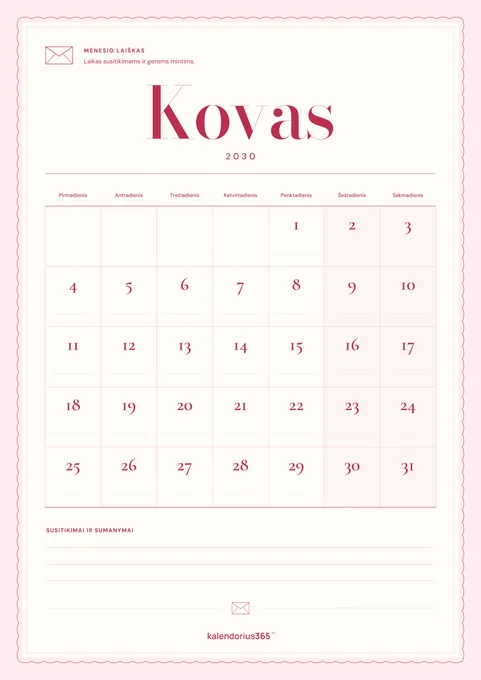 MĖNESIO LAIŠKAS
Laikas susitikimams ir geroms mintims.
Kovas
2030
Pirmadienis Antradienis Trečiadienis Ketvirtadienis Penktadienis Šeštadienis Sekmadienis
1 2 3
4 5 6 7 8 9 10
11 12 13 14 15 16 17
18 19 20 21 22 23 24
25 26 27 28 29 30 31
SUSITIKIMAI IR SUMANYMAI
kalendorius365™